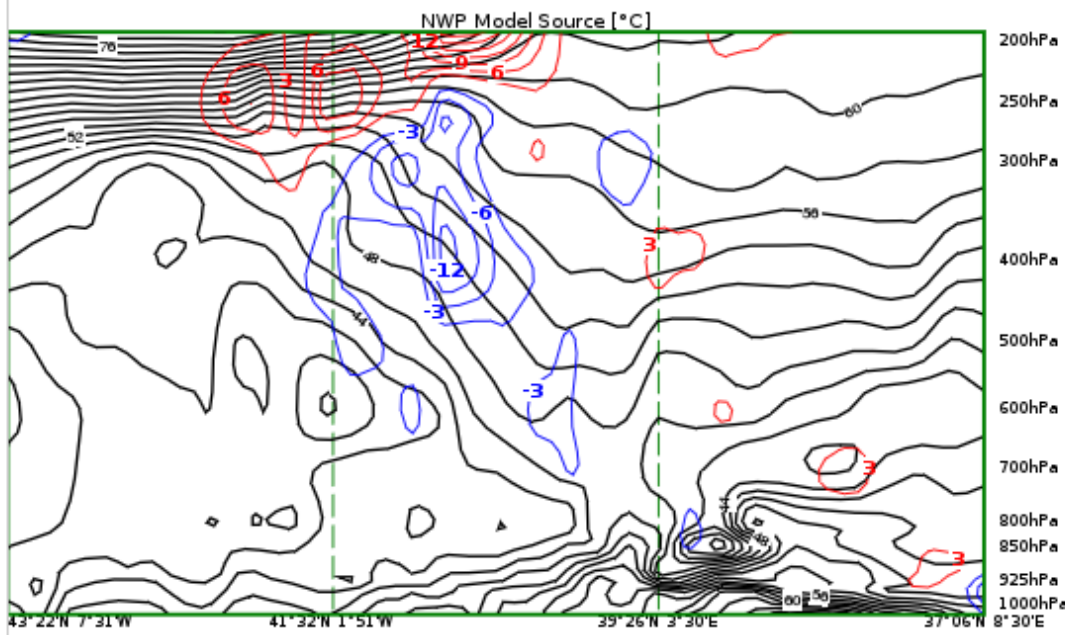 NWP Model Source [°C]
76 12 200hPa
9 6
3 6
6 60 250hPa
52 -3
300hPa
-6 56
3
48 -12 400hPa
44 -3
500hPa
-3 600hPa
3 700hPa
44 800hPa
48 850hPa
3 925hPa
60 56 1000hPa
43°22'N 7°31'W 41°32'N 1°51'W 39°26'N 3°30'E 37°06'N 8°30'E